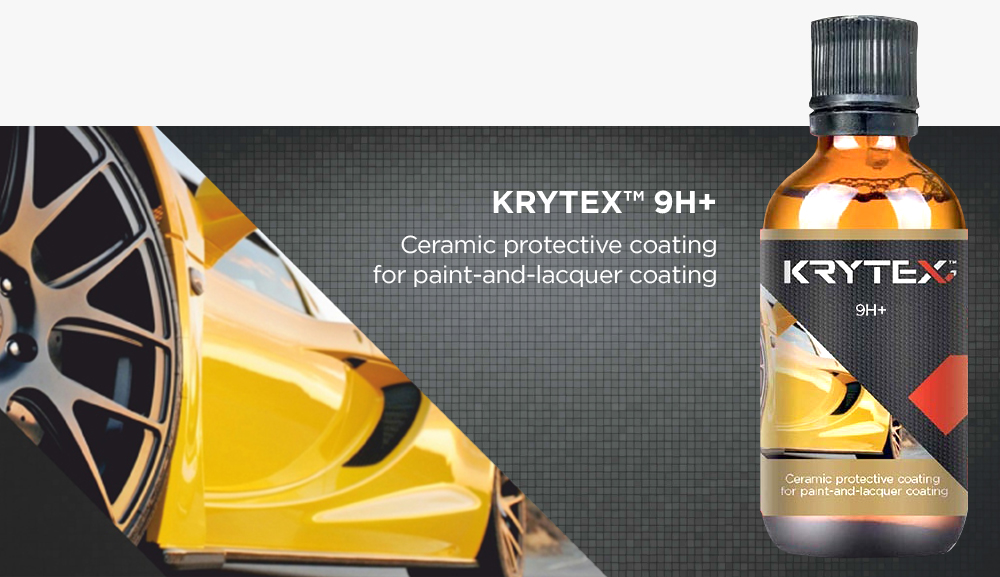 KRYTEX™ 9H+
Ceramic protective coating
for paint-and-lacquer coating
KRYTEX™
9H+
Ceramic protective coating
for paint-and-lacquer coating